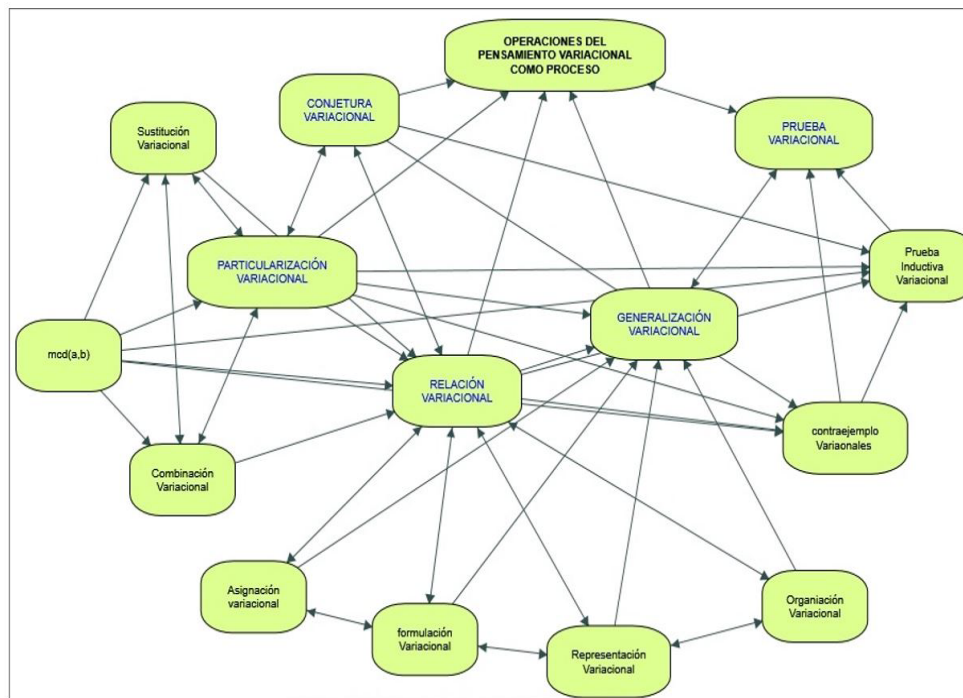 OPERACIONES DEL
PENSAMIENTO VARIACIONAL
COMO PROCESO
CONJETURA
VARIACIONAL
PRUEBA
VARIACIONAL
Sustitución
Variacional
PARTICULARIZACIÓN
VARIACIONAL
Prueba
Inductiva
Variacional
GENERALIZACIÓN
VARIACIONAL
mcd(a,b)
RELACIÓN
VARIACIONAL
contraejemplo
Variaonales
Combinación
Variacional
Asignación
variacional
Organiación
Variacional
formulación
Variacional
Representación
Variacional